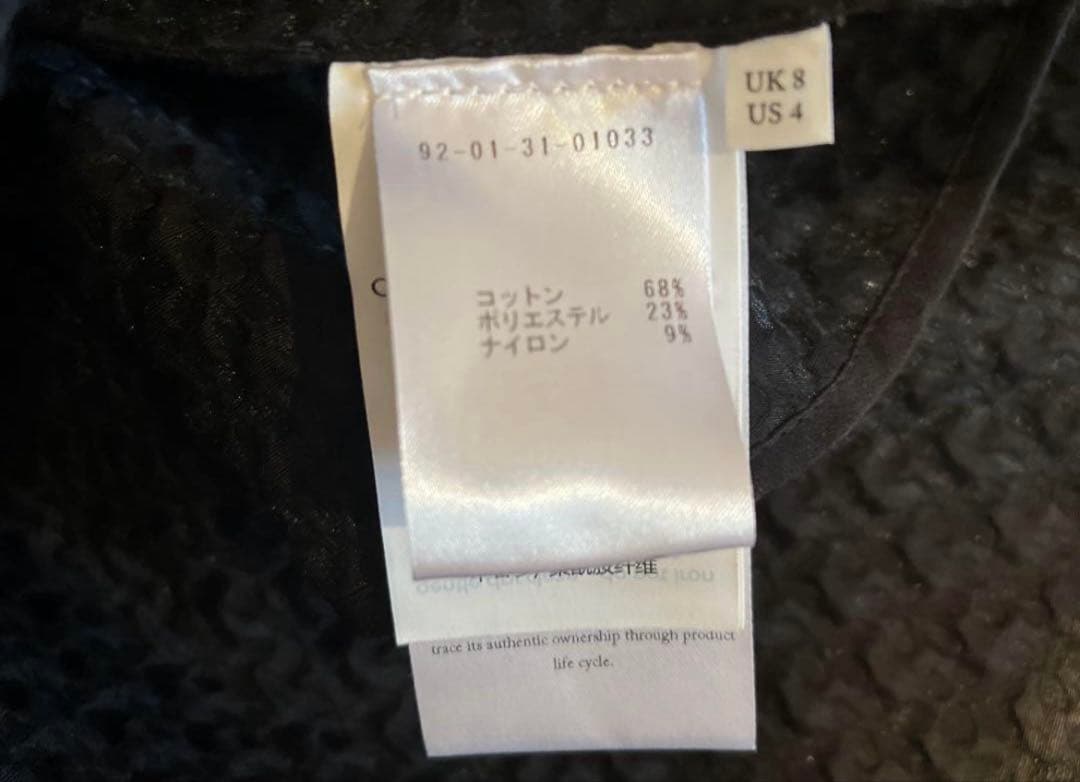 UK 8
US 4
92-01-31-01033
コットン 68%
ポリエステル 23%
ナイロン 9%
trace its authentic ownership through product
life cycle.